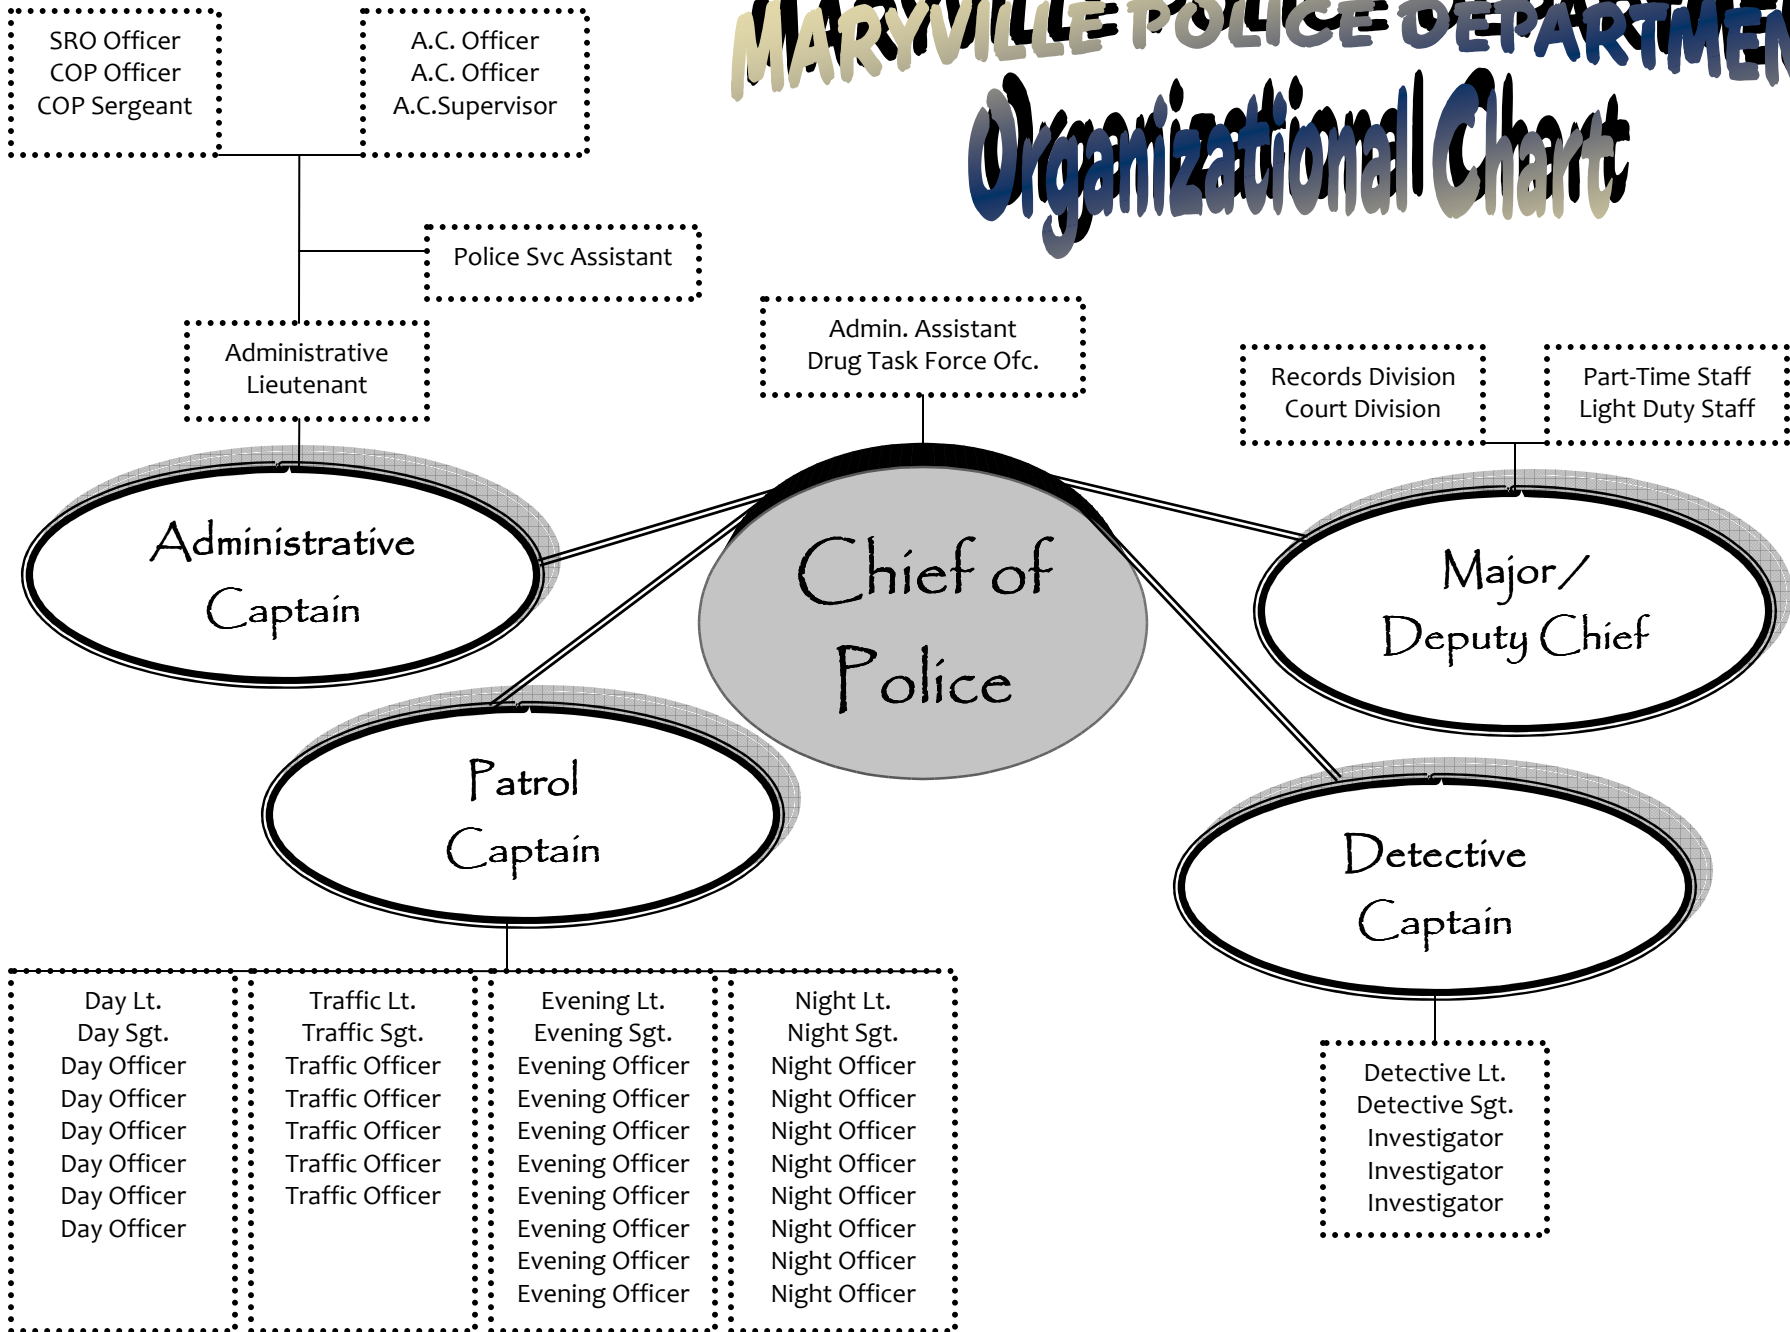 MARYVILLE POLICE DEPARTMEN
Organizational Chart
SRO Officer
COP Officer
COP Sergeant
A.C. Officer
A.C. Officer
A.C.Supervisor
Police Svc Assistant
Administrative
Lieutenant
Admin. Assistant
Drug Task Force Ofc.
Records Division
Court Division
Part-Time Staff
Light Duty Staff
Administrative
Captain
Chief of
Police
Major/
Deputy Chief
Patrol
Captain
Detective
Captain
Day Lt.
Day Sgt.
Day Officer
Day Officer
Day Officer
Day Officer
Day Officer
Day Officer
Traffic Lt.
Traffic Sgt.
Traffic Officer
Traffic Officer
Traffic Officer
Traffic Officer
Traffic Officer
Evening Lt.
Evening Sgt.
Evening Officer
Evening Officer
Evening Officer
Evening Officer
Evening Officer
Evening Officer
Evening Officer
Evening Officer
Night Lt.
Night Sgt.
Night Officer
Night Officer
Night Officer
Night Officer
Night Officer
Night Officer
Night Officer
Night Officer
Detective Lt.
Detective Sgt.
Investigator
Investigator
Investigator